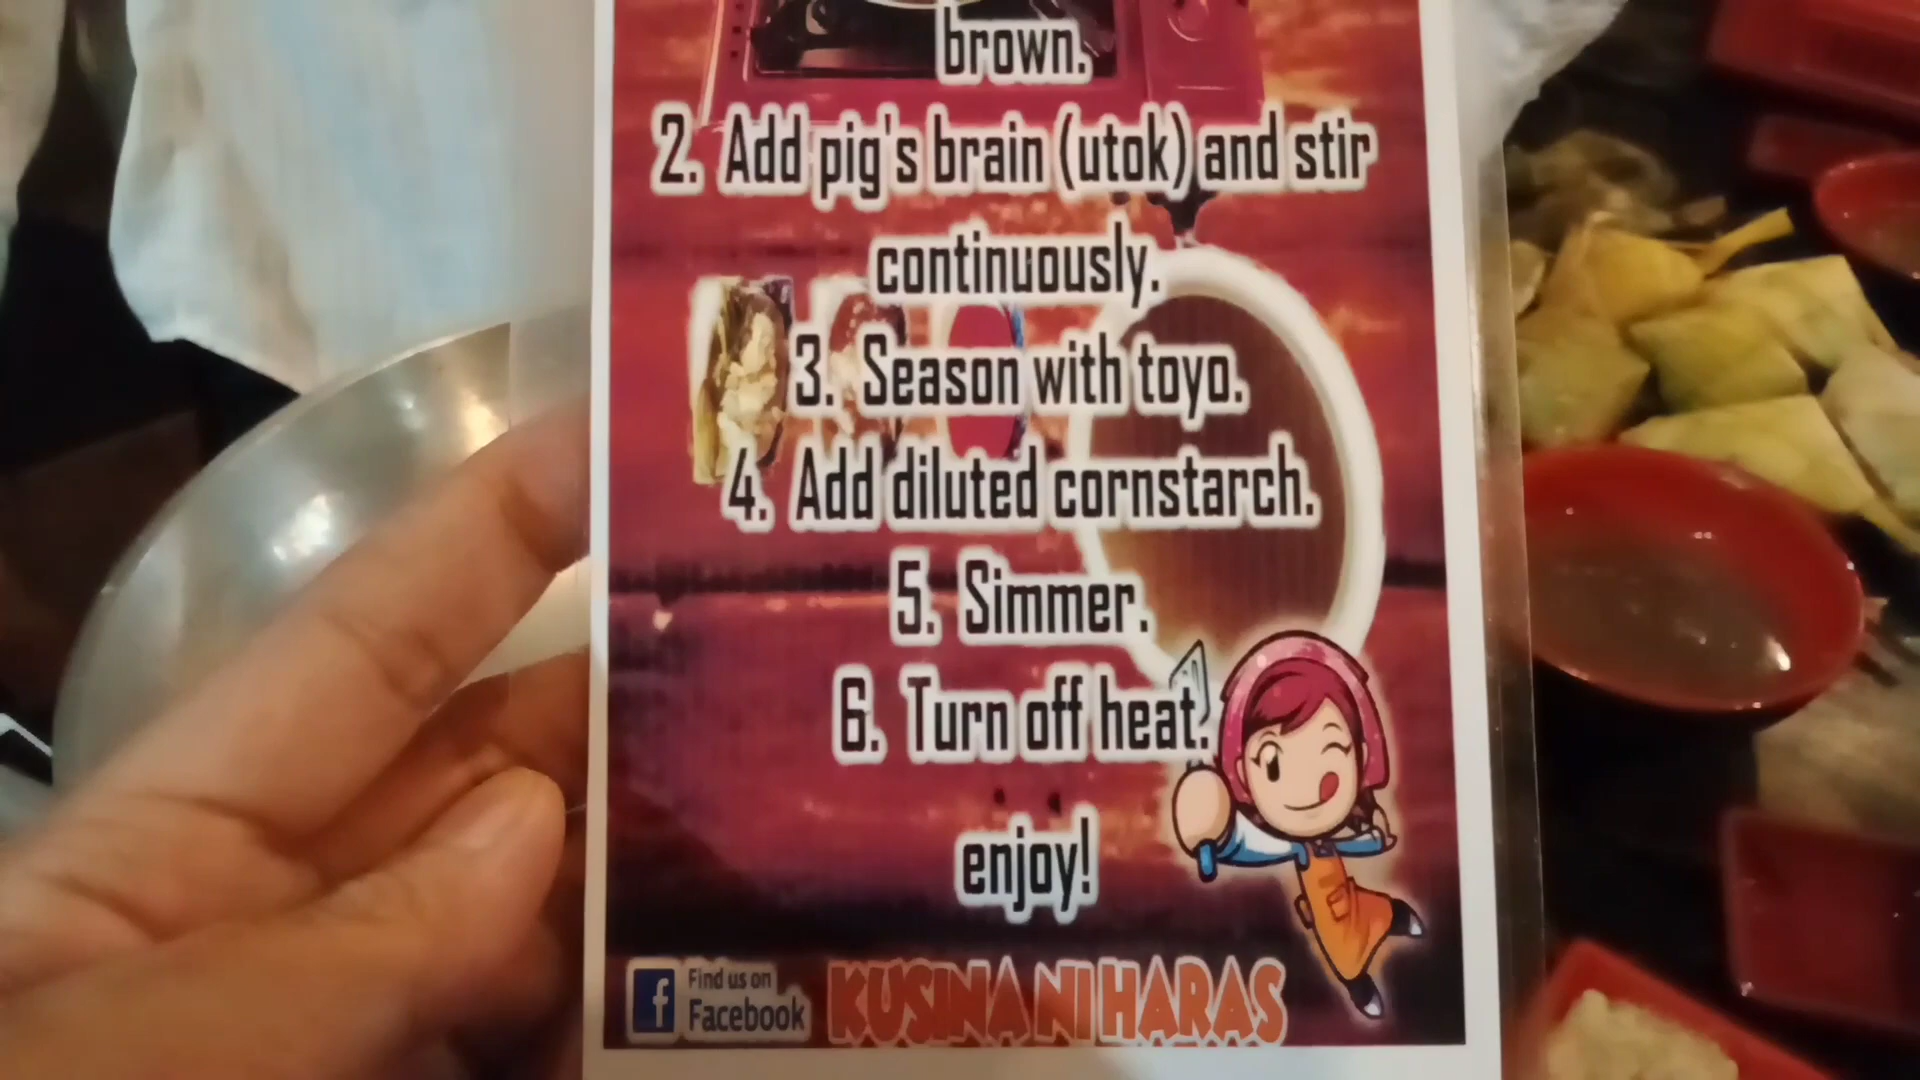 brown.
2. Add pig's brain (utok) and stir
continuously.
3. Season with toyo.
4. Add diluted cornstarch.
5. Simmer.
6. Turn off heat.
enjoy!
f Find us on
Facebook
KUSINA NI HARAS